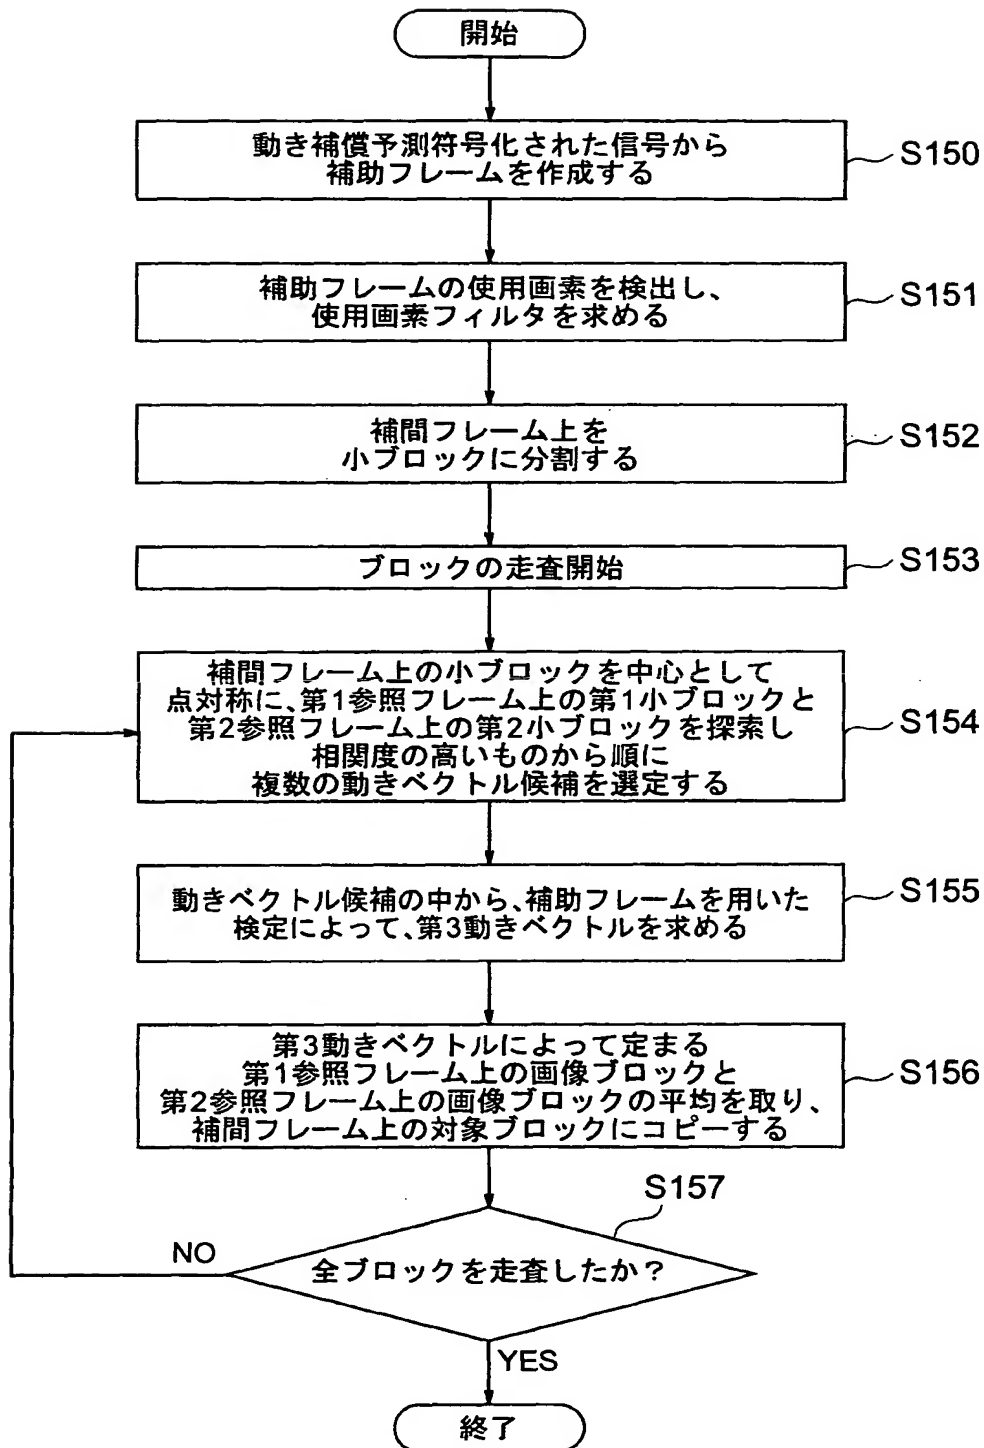 開始
動き補償予測符号化された信号から
補助フレームを作成する
S150
補助フレームの使用画素を検出し、
使用画素フィルタを求める
S151
補間フレーム上を
小ブロックに分割する
S152
ブロックの走査開始
S153
補間フレーム上の小ブロックを中心として
点対称に、第1参照フレーム上の第1小ブロックと
第2参照フレーム上の第2小ブロックを探索し
相関度の高いものから順に
複数の動きベクトル候補を選定する
S154
動きベクトル候補の中から、補助フレームを用いた
検定によって、第3動きベクトルを求める
S155
第3動きベクトルによって定まる
第1参照フレーム上の画像ブロックと
第2参照フレーム上の画像ブロックの平均を取り、
補間フレーム上の対象ブロックにコピーする
S156
S157
全ブロックを走査したか？
NO
YES
終了